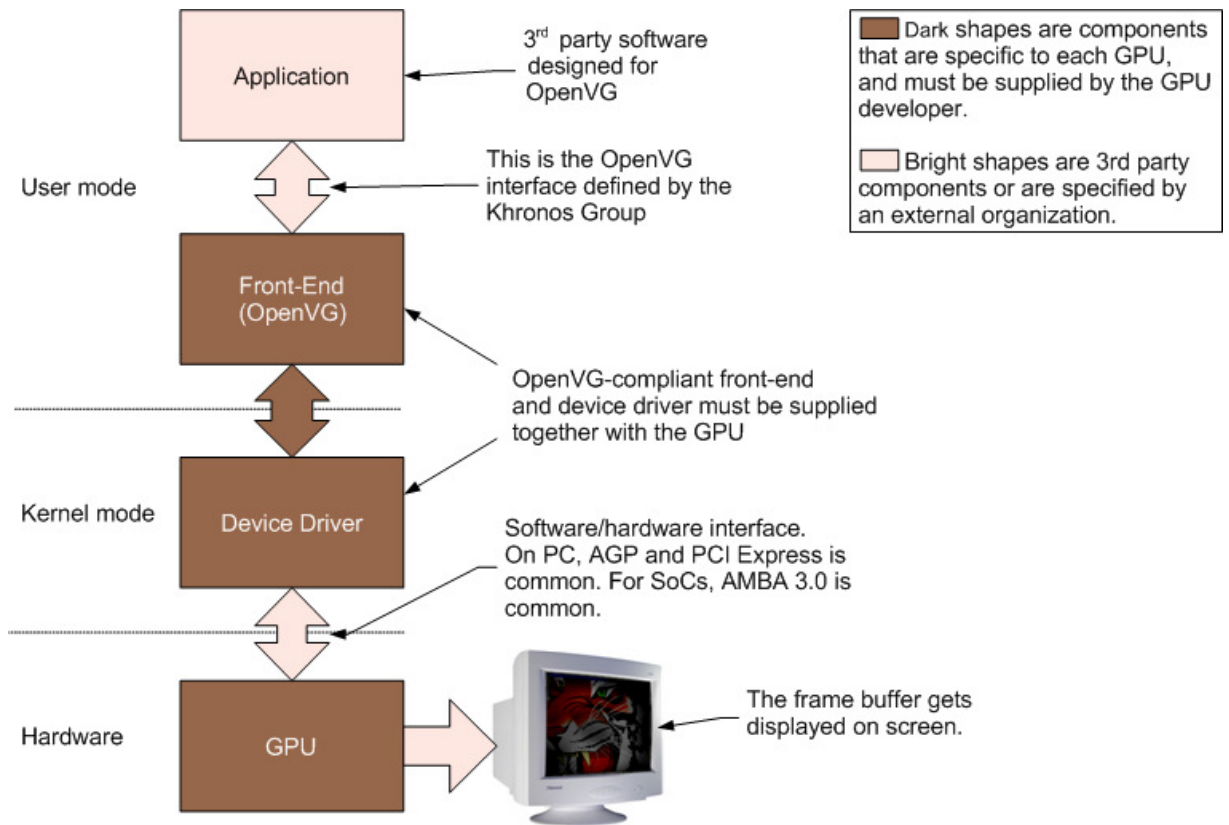 Application
3rd party software
designed for
OpenVG
Dark shapes are components
that are specific to each GPU,
and must be supplied by the GPU
developer.
Bright shapes are 3rd party
components or are specified by
an external organization.
User mode
This is the OpenVG
interface defined by the
Khronos Group
Front-End
(OpenVG)
OpenVG-compliant front-end
and device driver must be supplied
together with the GPU
Kernel mode
Device Driver
Software/hardware interface.
On PC, AGP and PCI Express is
common. For SoCs, AMBA 3.0 is
common.
Hardware
GPU
The frame buffer gets
displayed on screen.